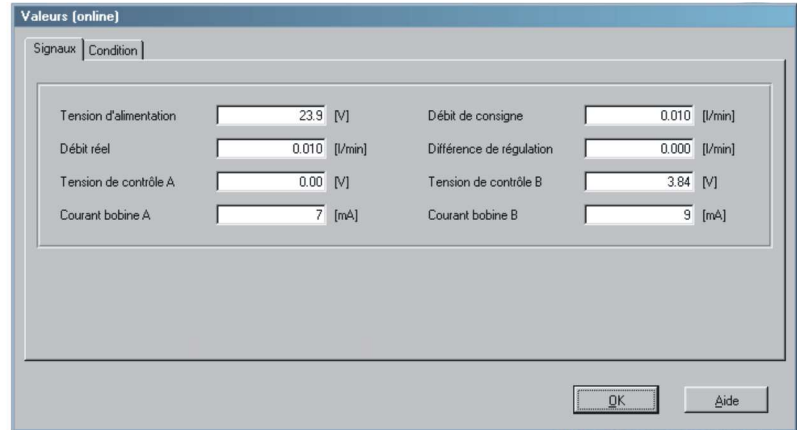 Valeurs (online)
Signaux Condition
Tension d'alimentation 23.9 [V] Débit de consigne 0.010 [l/min]
Débit réel 0.010 [l/min] Différence de régulation 0.000 [l/min]
Tension de contrôle A 0.00 [V] Tension de contrôle B 3.84 [V]
Courant bobine A 7 [mA] Courant bobine B 9 [mA]
OK Aide